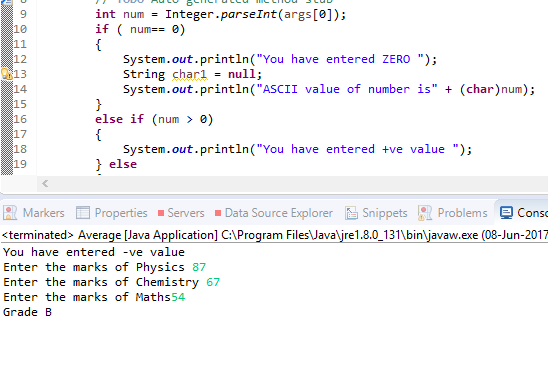 // TODO Auto-generated method stub
9 int num = Integer.parseInt(args[0]);
10 if ( num== 0)
11 {
12 System.out.println("You have entered ZERO ");
13 String char1 = null;
14 System.out.println("ASCII value of number is" + (char)num);
15 }
16 else if (num > 0)
17 {
18 System.out.println("You have entered +ve value ");
19 } else
Markers Properties Servers Data Source Explorer Snippets Problems
<terminated> Average [Java Application] C:\Program Files\Java\jre1.8.0_131\bin\javaw.exe (08-Jun-2017
You have entered -ve value
Enter the marks of Physics 87
Enter the marks of Chemistry 67
Enter the marks of Maths54
Grade B